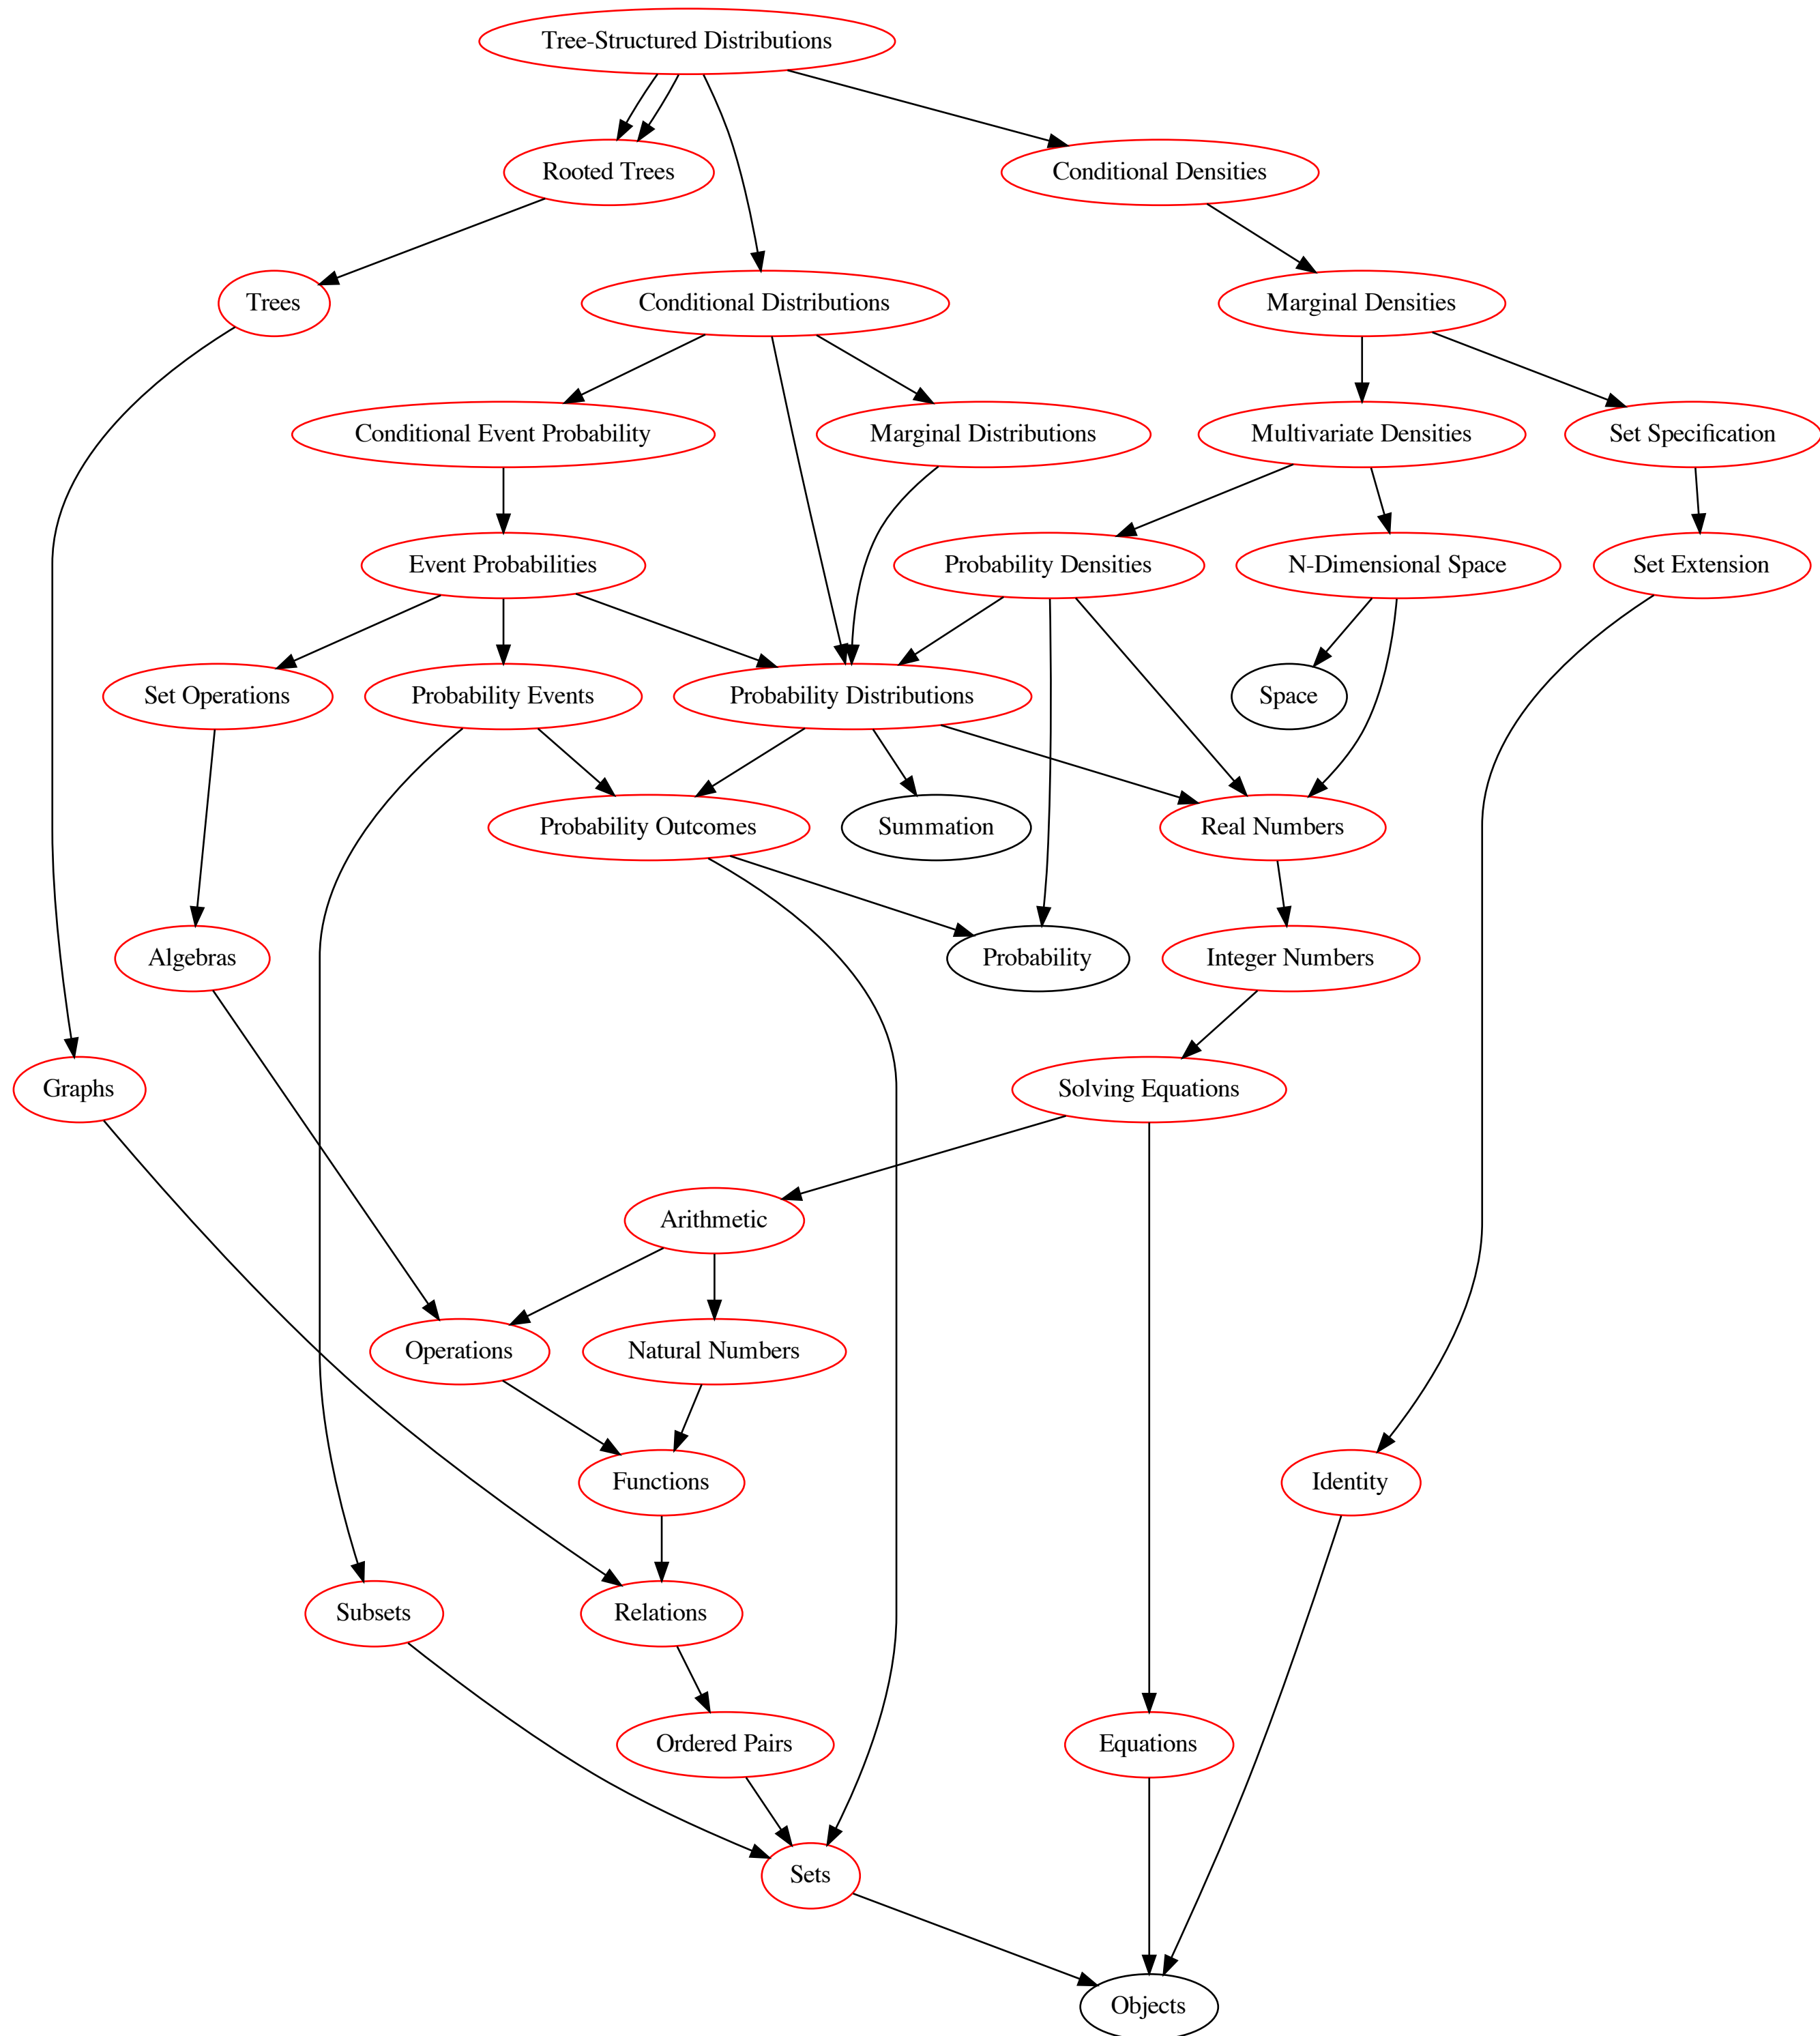 Tree-Structured Distributions
Rooted Trees
Conditional Densities
Trees
Conditional Distributions
Marginal Densities
Conditional Event Probability
Marginal Distributions
Multivariate Densities
Set Specification
Event Probabilities
Probability Densities
N-Dimensional Space
Set Extension
Set Operations
Probability Events
Probability Distributions
Space
Probability Outcomes
Summation
Real Numbers
Algebras
Probability
Integer Numbers
Graphs
Solving Equations
Arithmetic
Operations
Natural Numbers
Functions
Identity
Subsets
Relations
Ordered Pairs
Equations
Sets
Objects